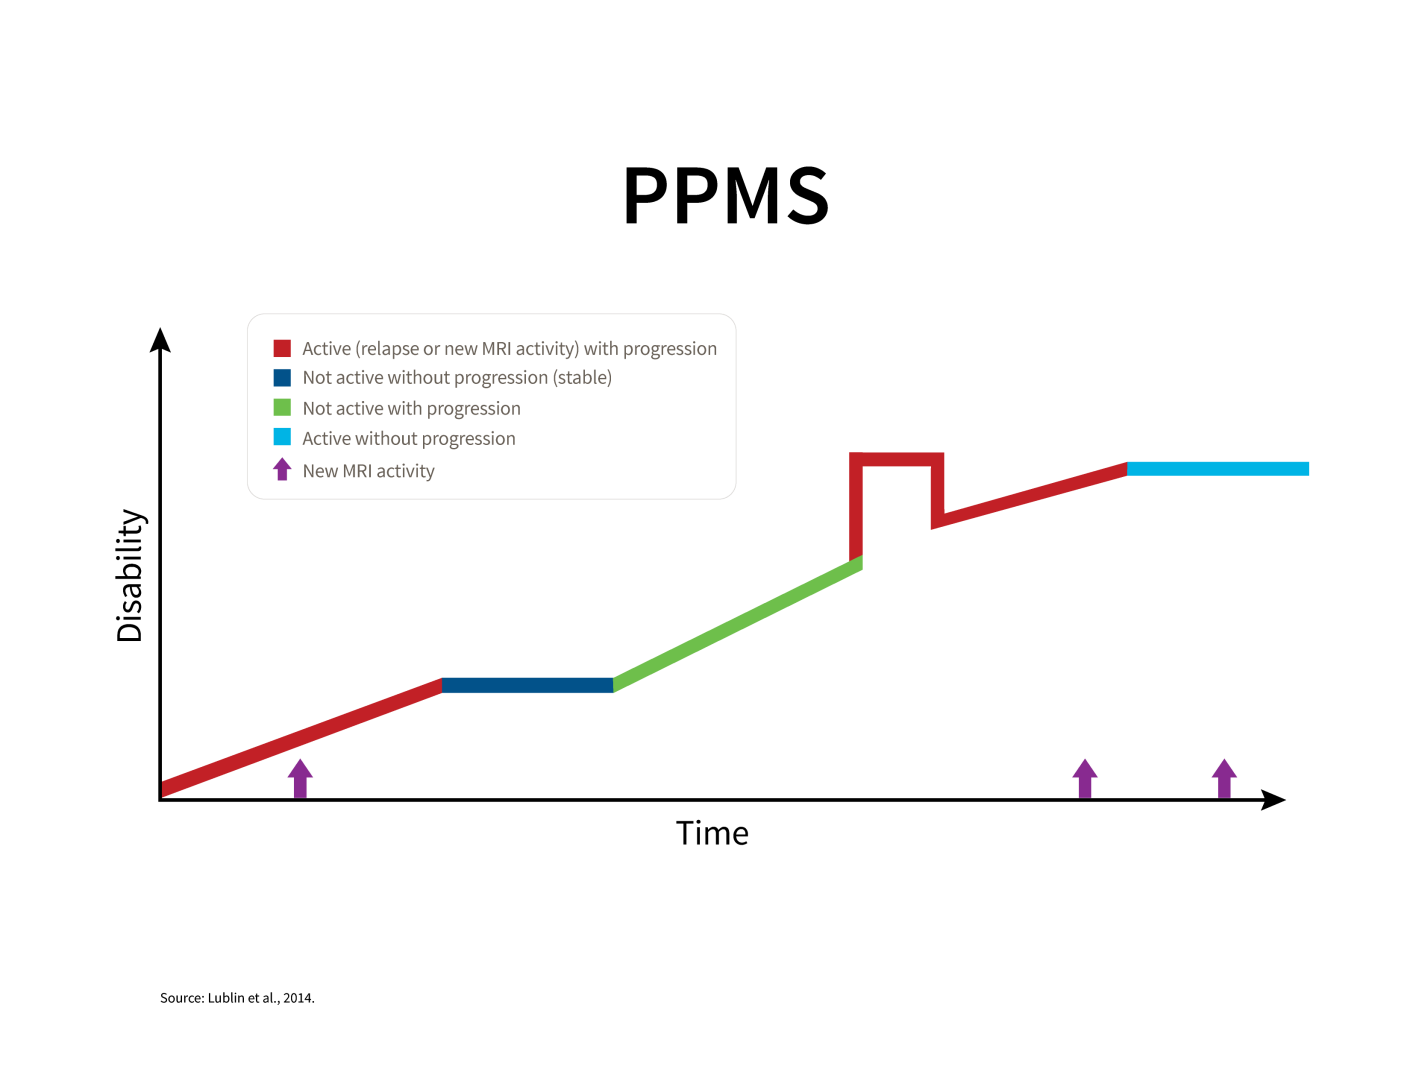 PPMS
Active (relapse or new MRI activity) with progression
Not active without progression (stable)
Not active with progression
Active without progression
New MRI activity
Disability
Time
Source: Lublin et al., 2014.